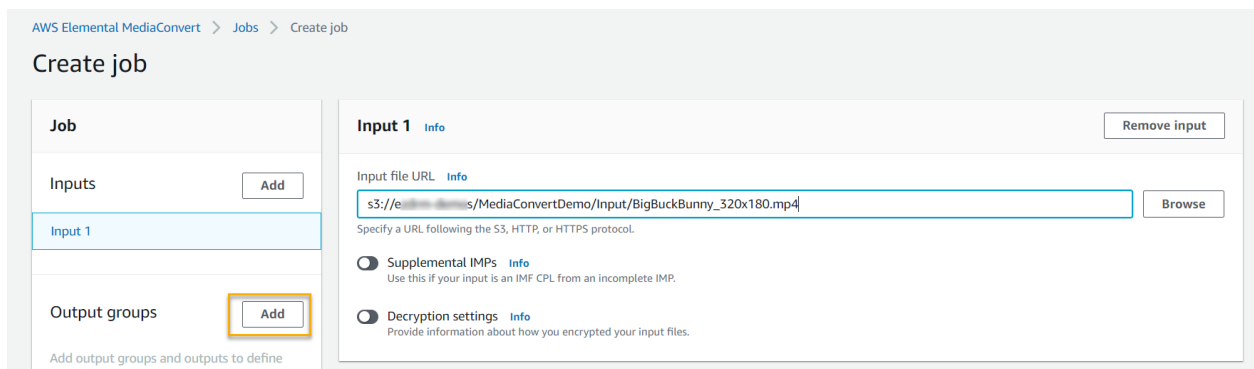 AWS Elemental MediaConvert > Jobs > Create job
Create job
Job
Inputs
Add
Input 1
Output groups
Add
Add output groups and outputs to define
Input 1 Info
Remove input
Input file URL Info
s3://e s/MediaConvertDemo/Input/BigBuckBunny_320x180.mp4
Browse
Specify a URL following the S3, HTTP, or HTTPS protocol.
Supplemental IMPs Info
Use this if your input is an IMF CPL from an incomplete IMP.
Decryption settings Info
Provide information about how you encrypted your input files.